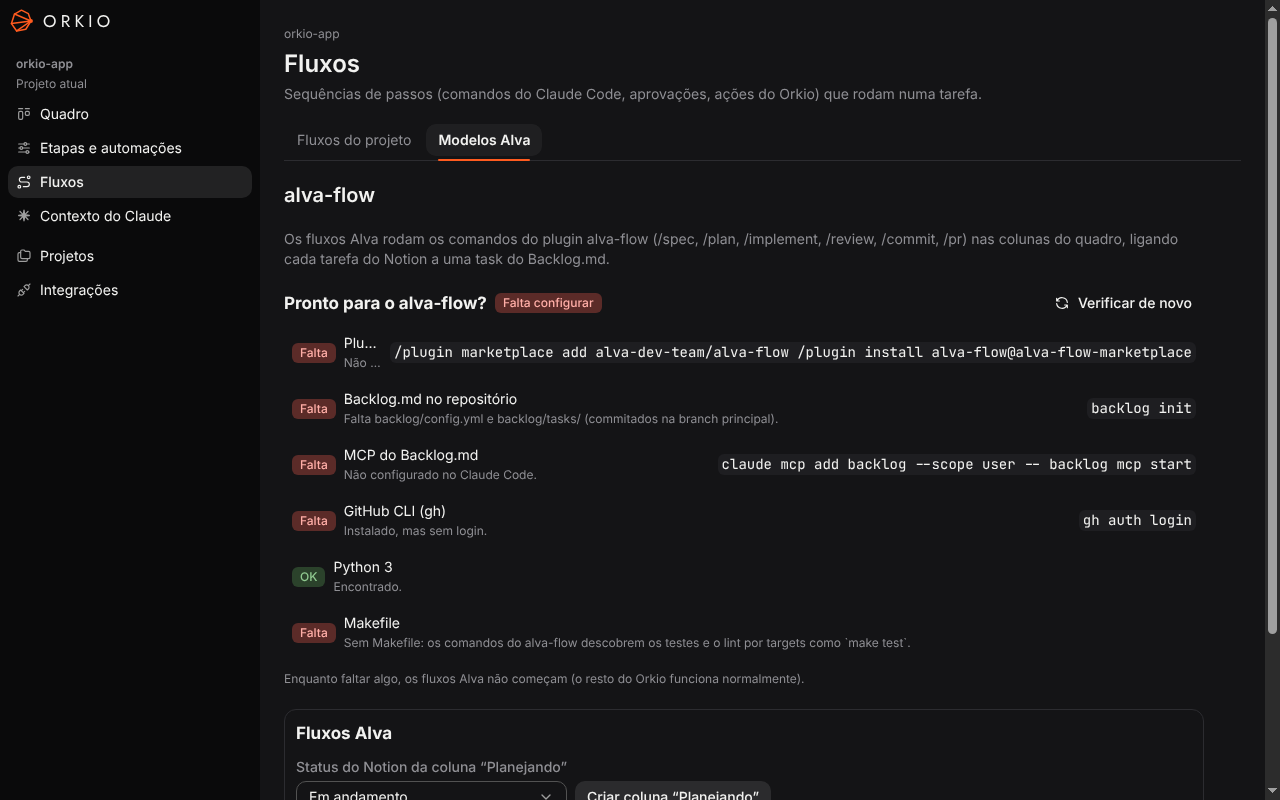 ORKIO
orkio-app
Projeto atual
Quadro
Etapas e automações
Fluxos
Contexto do Claude
Projetos
Integrações
orkio-app
Fluxos
Sequências de passos (comandos do Claude Code, aprovações, ações do Orkio) que rodam numa tarefa.
Fluxos do projeto
Modelos Alva
alva-flow
Os fluxos Alva rodam os comandos do plugin alva-flow (/spec, /plan, /implement, /review, /commit, /pr) nas colunas do quadro, ligando
cada tarefa do Notion a uma task do Backlog.md.
Pronto para o alva-flow?
Falta configurar
Verificar de novo
Falta
Plu...
Não ...
/plugin marketplace add alva-dev-team/alva-flow /plugin install alva-flow@alva-flow-marketplace
Falta
Backlog.md no repositório
Falta backlog/config.yml e backlog/tasks/ (commitados na branch principal).
backlog init
Falta
MCP do Backlog.md
Não configurado no Claude Code.
claude mcp add backlog --scope user -- backlog mcp start
Falta
GitHub CLI (gh)
Instalado, mas sem login.
gh auth login
OK
Python 3
Encontrado.
Falta
Makefile
Sem Makefile: os comandos do alva-flow descobrem os testes e o lint por targets como `make test`.
Enquanto faltar algo, os fluxos Alva não começam (o resto do Orkio funciona normalmente).
Fluxos Alva
Status do Notion da coluna “Planejando”
Em andamento
Criar coluna “Planejando”